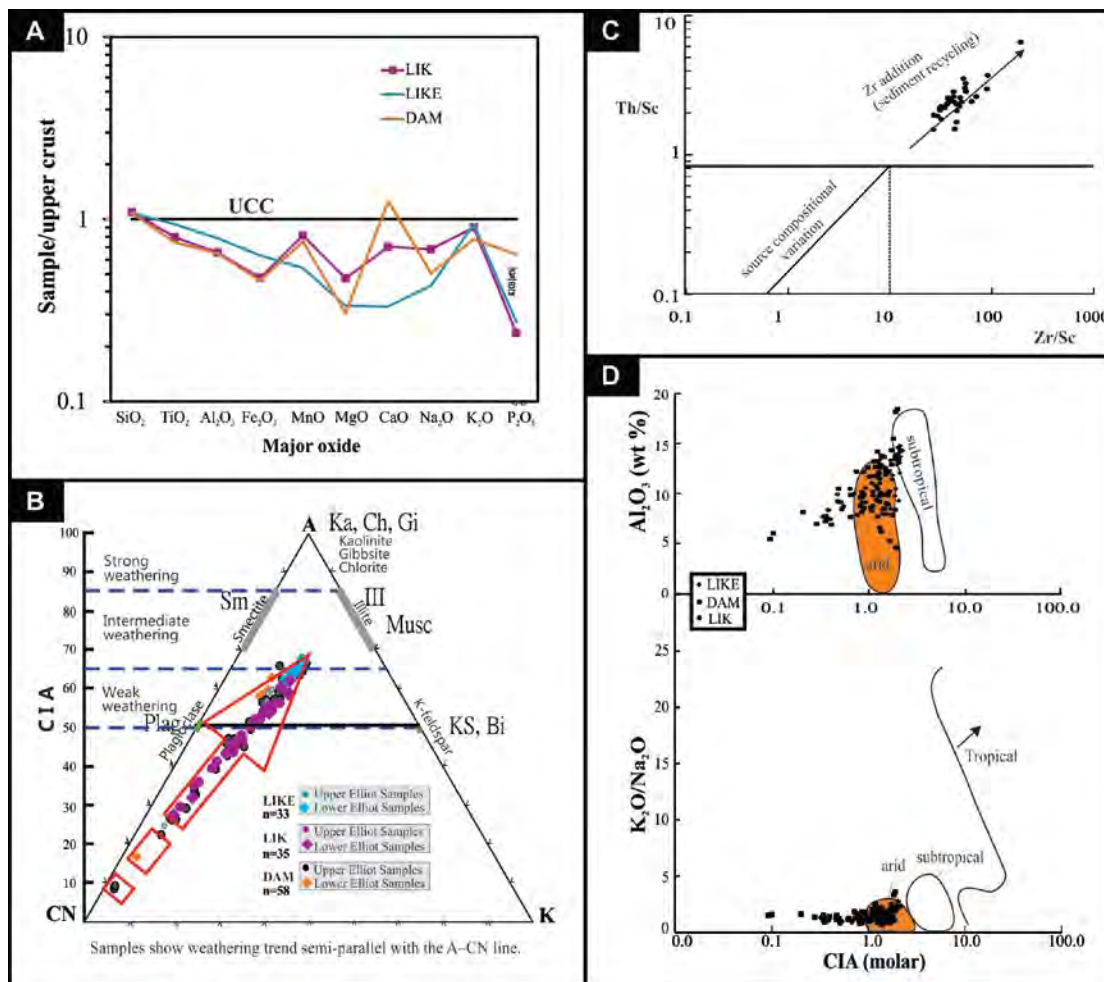 A
10
1
0.1
Sample/upper crust
LIK
LIKE
DAM
UCC
SiO₂ TiO₂ Al₂O₃ Fe₂O₃ MnO MgO CaO Na₂O K₂O P₂O₅
Major oxide
B
100
90
80
70
60
50
40
30
20
10
CIA
A
Ka, Ch, Gi
Kaolinite
Gibbsite
Chlorite
Strong
weathering
Sm
Smectite
Ill
Illite
Musc
Intermediate
weathering
Weak
weathering
Plag
Plagioclase
K-feldspar
KS, Bi
LIKE
n=33
Upper Elliot Samples
Lower Elliot Samples
LIK
n=35
Upper Elliot Samples
Lower Elliot Samples
DAM
n=58
Upper Elliot Samples
Lower Elliot Samples
CN
K
Samples show weathering trend semi-parallel with the A–CN line.
C
10
Th/Sc
1
0.1
Zr addition
(sediment recycling)
source compositional
variation
0.1 1 10 100 1000
Zr/Sc
D
20
15
10
5
0
Al₂O₃ (wt %)
subtropical
arid
LIKE
DAM
LIK
0.1 1.0 10.0 100.0
25
20
15
10
5
0
K₂O/Na₂O
Tropical
arid
subtropical
0.0 0.1 1.0 10.0 100.0
CIA (molar)